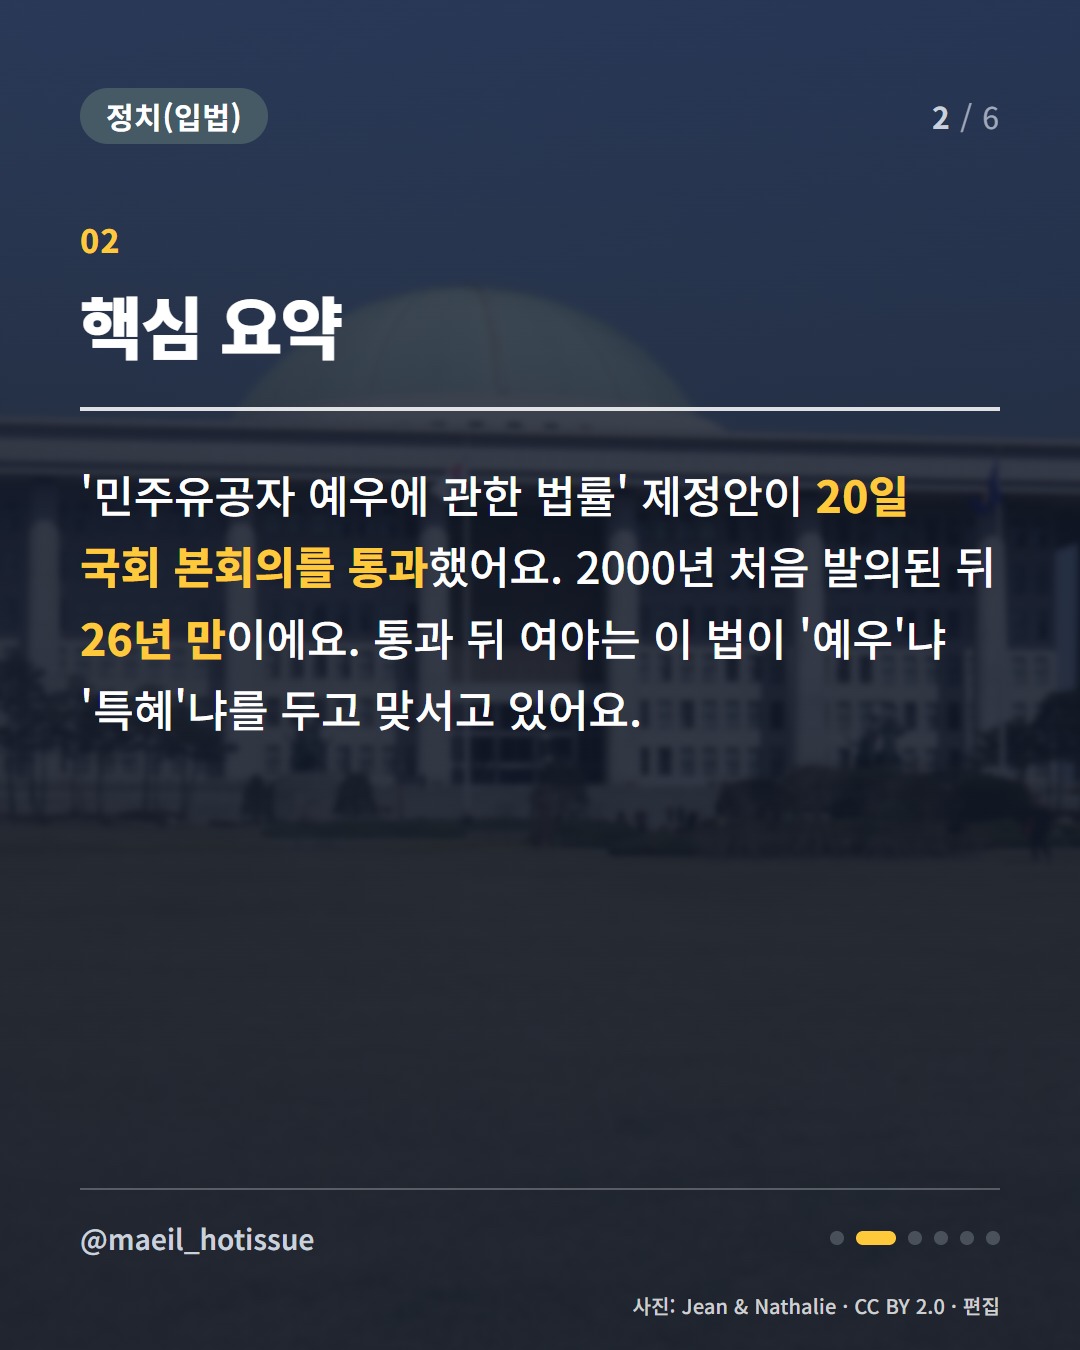 정치(입법)
2 / 6
02
핵심 요약
'민주유공자 예우에 관한 법률' 제정안이 20일
국회 본회의를 통과했어요. 2000년 처음 발의된 뒤
26년 만이에요. 통과 뒤 여야는 이 법이 '예우'냐
'특혜'냐를 두고 맞서고 있어요.
@maeil_hotissue
사진: Jean & Nathalie · CC BY 2.0 · 편집